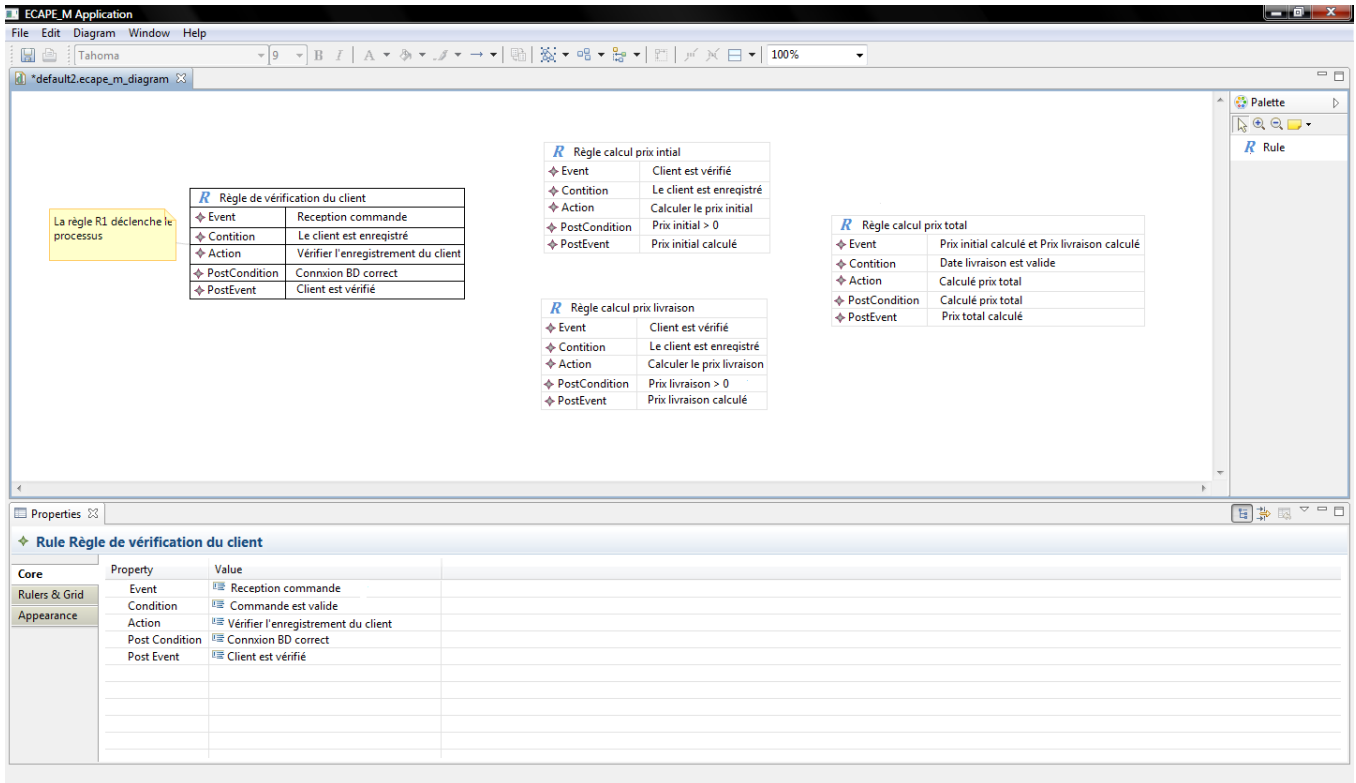 ECAPE_M Application
File Edit Diagram Window Help
Tahoma 9 B I A 100%
*default2.ecape_m_diagram
Palette
Rule
La règle R1 déclenche le
processus
R Règle de vérification du client
Event Reception commande
Contition Le client est enregistré
Action Vérifier l'enregistrement du client
PostCondition Connxion BD correct
PostEvent Client est vérifié
R Règle calcul prix intial
Event Client est vérifié
Contition Le client est enregistré
Action Calculer le prix initial
PostCondition Prix initial > 0
PostEvent Prix initial calculé
R Règle calcul prix livraison
Event Client est vérifié
Contition Le client est enregistré
Action Calculer le prix livraison
PostCondition Prix livraison > 0
PostEvent Prix livraison calculé
R Règle calcul prix total
Event Prix initial calculé et Prix livraison calculé
Contition Date livraison est valide
Action Calculé prix total
PostCondition Calculé prix total
PostEvent Prix total calculé
Properties
Rule Règle de vérification du client
Core
Rulers & Grid
Appearance
Property Value
Event Reception commande
Condition Commande est valide
Action Vérifier l'enregistrement du client
Post Condition Connxion BD correct
Post Event Client est vérifié